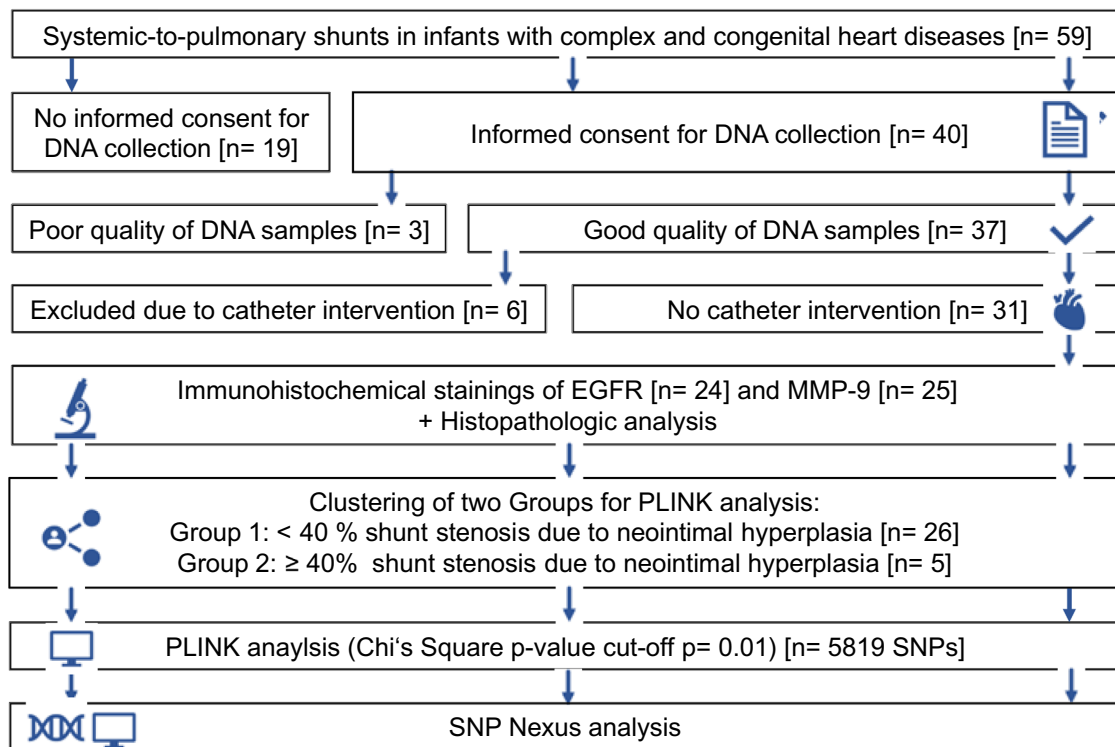 Systemic-to-pulmonary shunts in infants with complex and congenital heart diseases [n= 59]
No informed consent for
DNA collection [n= 19]
Informed consent for DNA collection [n= 40]
Poor quality of DNA samples [n= 3]
Good quality of DNA samples [n= 37]
Excluded due to catheter intervention [n= 6]
No catheter intervention [n= 31]
Immunohistochemical stainings of EGFR [n= 24] and MMP-9 [n= 25]
+ Histopathologic analysis
Clustering of two Groups for PLINK analysis:
Group 1: < 40 % shunt stenosis due to neointimal hyperplasia [n= 26]
Group 2: ≥ 40% shunt stenosis due to neointimal hyperplasia [n= 5]
PLINK anaylsis (Chi‘s Square p-value cut-off p= 0.01) [n= 5819 SNPs]
SNP Nexus analysis